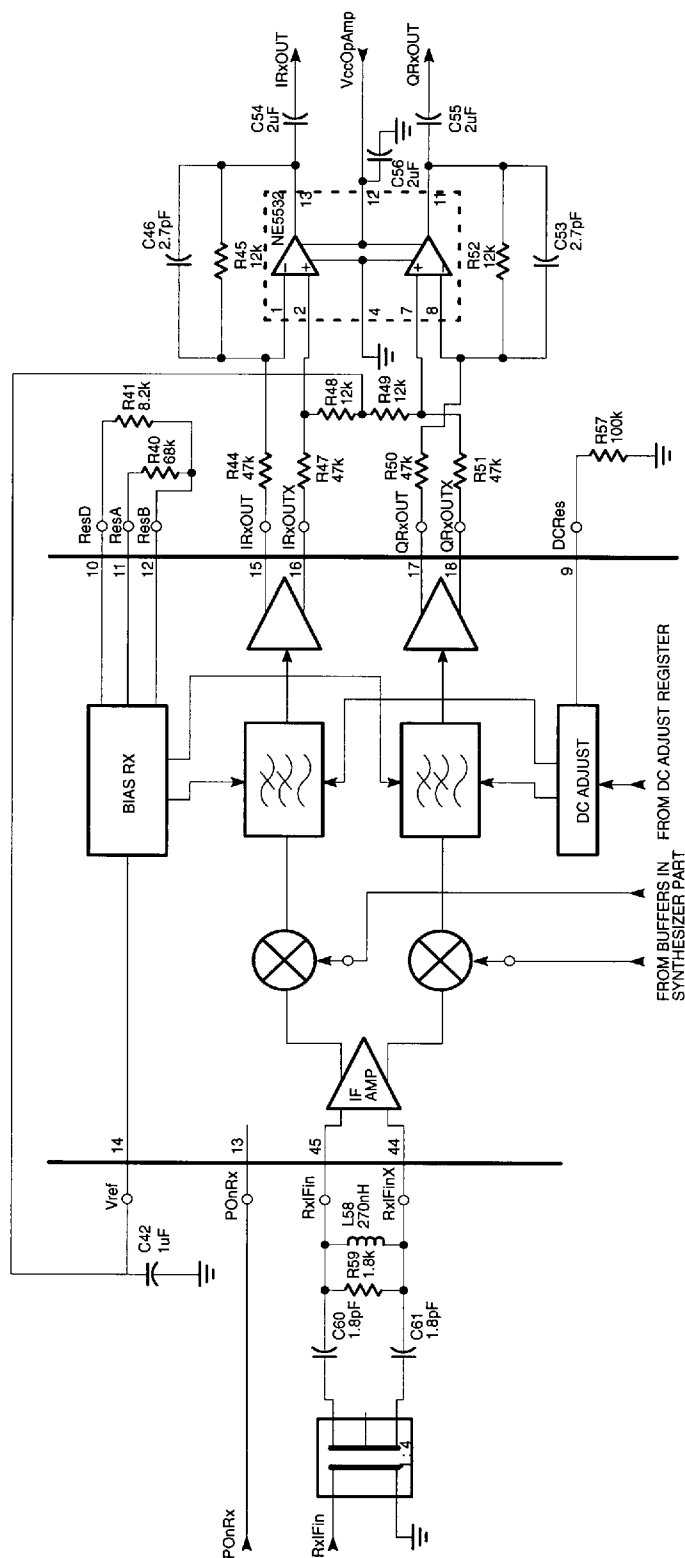 POnRx
RxIFin
1 : 4
C60
1.8pF
C61
1.8pF
R59
1.8k
L58
270nH
C42
1uF
Vref
POnRx
RxIFin
RxIFinX
14
13
45
44
IF
AMP
BIAS RX
DC ADJUST
FROM BUFFERS IN
SYNTHESIZER PART
FROM DC ADJUST REGISTER
10
11
12
15
16
17
18
9
ResD
ResA
ResB
IRxOUT
IRxOUTX
QRxOUT
QRxOUTX
DCRes
R41
8.2k
R40
68k
R44
47k
R47
47k
R50
47k
R51
47k
R57
100k
R48
12k
R49
12k
C46
2.7pF
R45
12k
NE5532
1
2
4
7
8
13
12
11
−
+
+
−
R52
12k
C53
2.7pF
C54
2uF
C56
2uF
C55
2uF
IRxOUT
VccOpAmp
QRxOUT